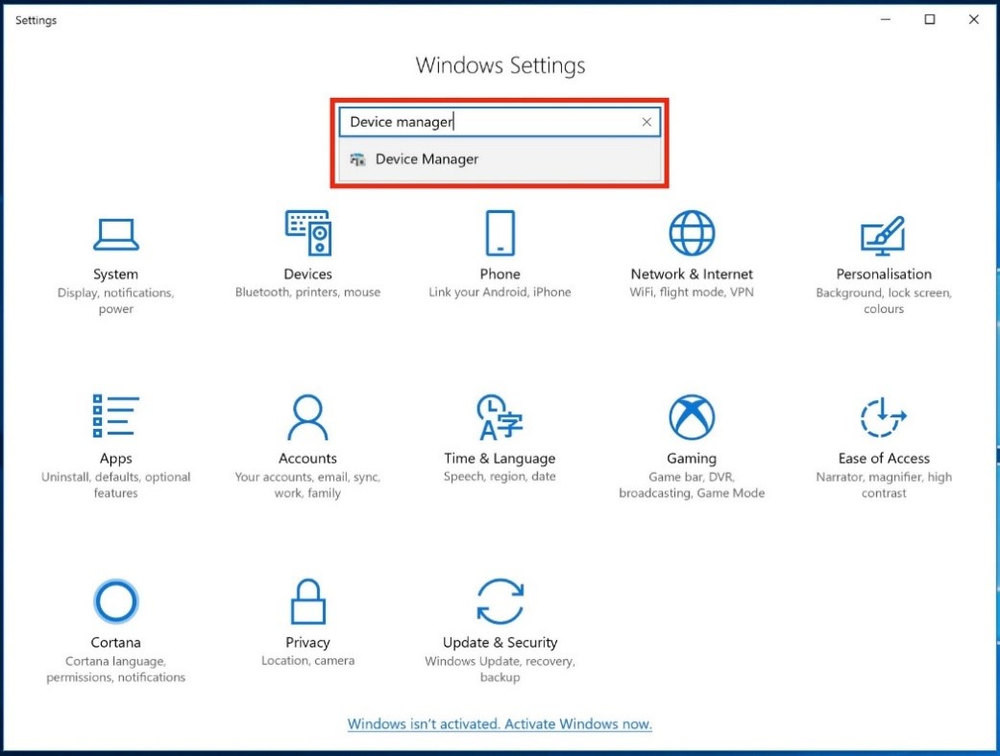 Settings
Windows Settings
Device manager
Device Manager
System
Display, notifications,
power
Devices
Bluetooth, printers, mouse
Phone
Link your Android, iPhone
Network & Internet
WiFi, flight mode, VPN
Personalisation
Background, lock screen,
colours
Apps
Uninstall, defaults, optional
features
Accounts
Your accounts, email, sync,
work, family
Time & Language
Speech, region, date
Gaming
Game bar, DVR,
broadcasting, Game Mode
Ease of Access
Narrator, magnifier, high
contrast
Cortana
Cortana language,
permissions, notifications
Privacy
Location, camera
Update & Security
Windows Update, recovery,
backup
Windows isn't activated. Activate Windows now.